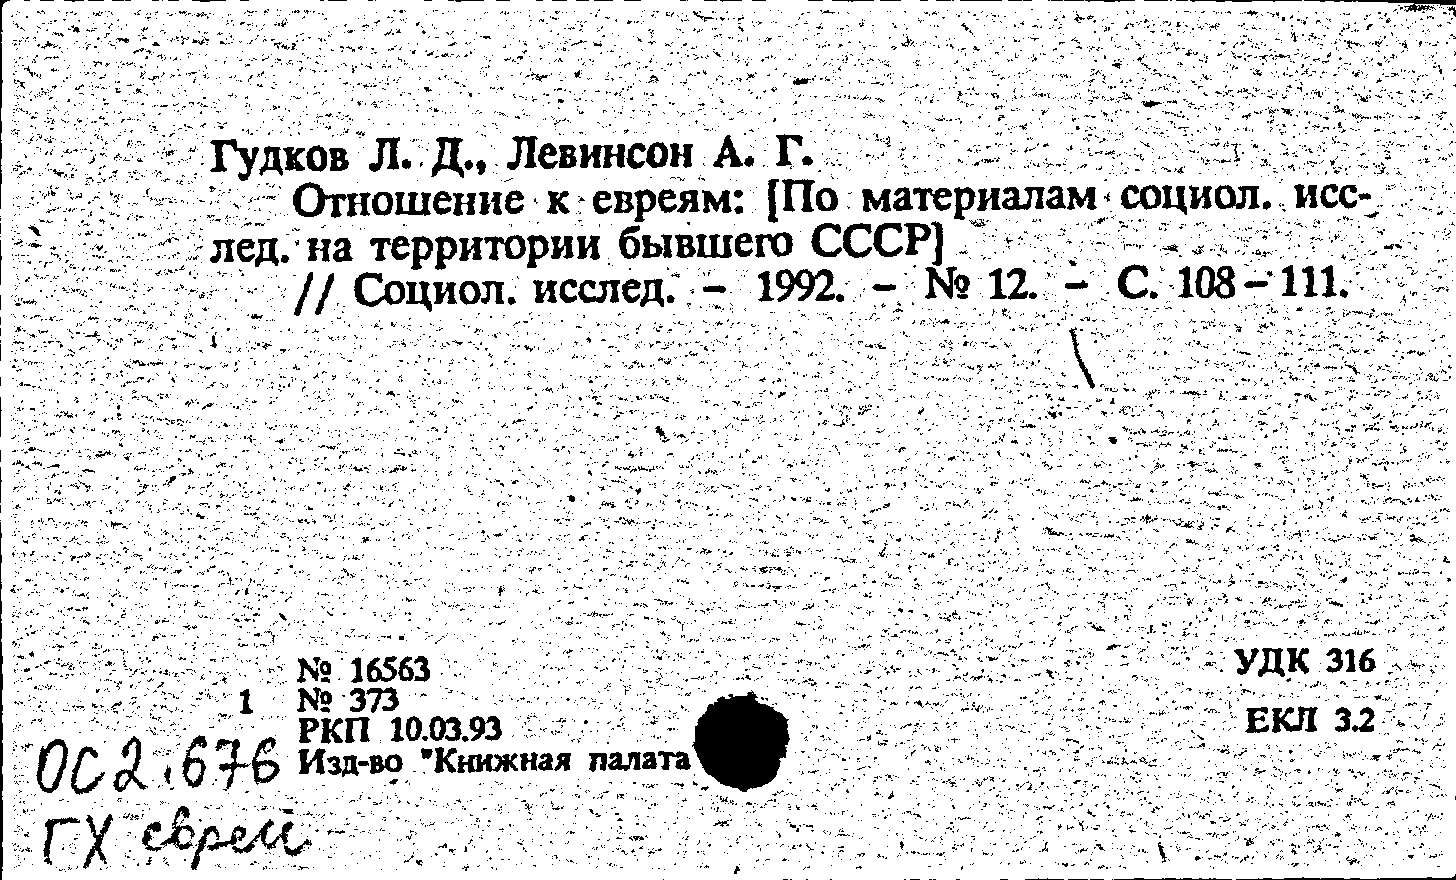 Гудков Л. Д., Левинсон А. Г.
Отношение к евреям: [По материалам социол. исс-
лед. на территории бывшего СССР]
// Социол. исслед. – 1992. – № 12. – С. 108–111.
№ 16563
1 № 373
РКП 10.03.93
Изд-во "Книжная палата
УДК 316
ЕКЛ 3.2
ОС2.676
ГХ еврей